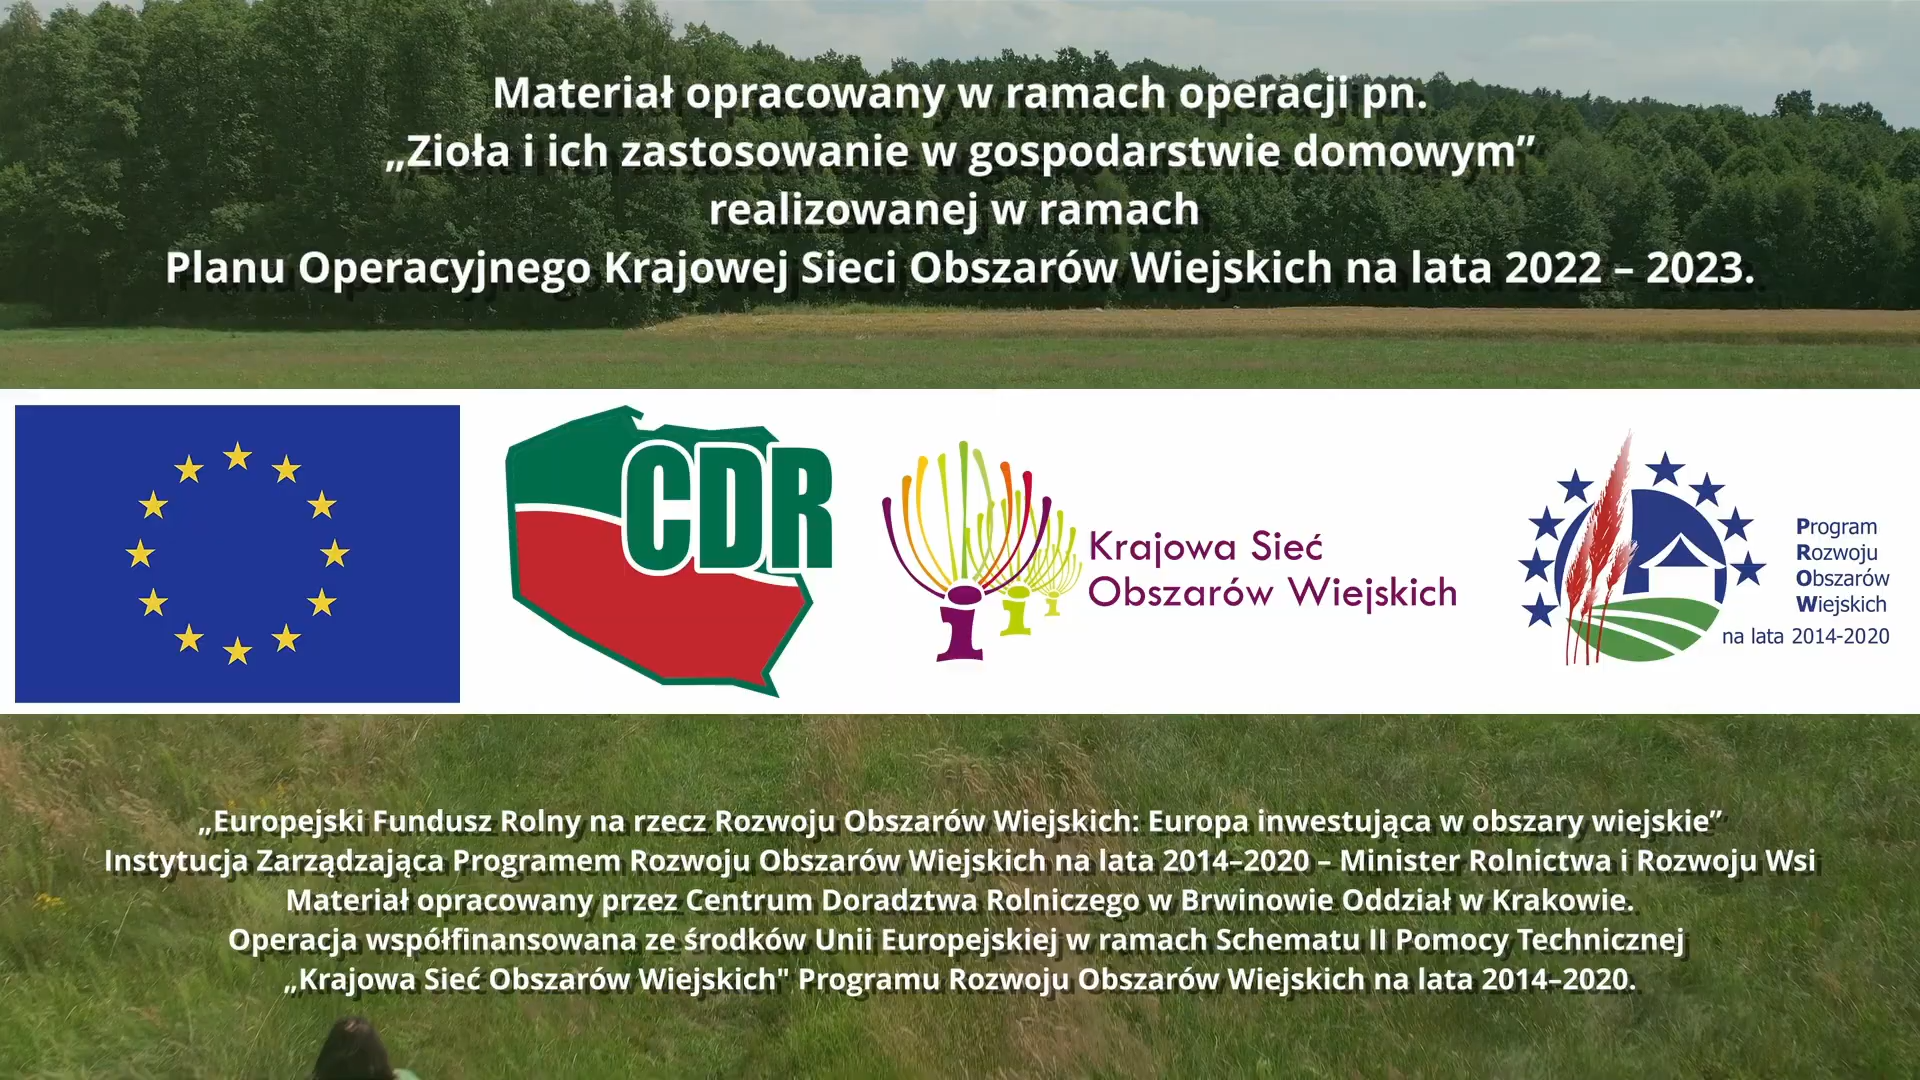 Materiał opracowany w ramach operacji pn.
„Zioła i ich zastosowanie w gospodarstwie domowym”
realizowanej w ramach
Planu Operacyjnego Krajowej Sieci Obszarów Wiejskich na lata 2022 – 2023.
CDR
Krajowa Sieć
Obszarów Wiejskich
Program
Rozwoju
Obszarów
Wiejskich
na lata 2014-2020
„Europejski Fundusz Rolny na rzecz Rozwoju Obszarów Wiejskich: Europa inwestująca w obszary wiejskie”
Instytucja Zarządzająca Programem Rozwoju Obszarów Wiejskich na lata 2014–2020 – Minister Rolnictwa i Rozwoju Wsi
Materiał opracowany przez Centrum Doradztwa Rolniczego w Brwinowie Oddział w Krakowie.
Operacja współfinansowana ze środków Unii Europejskiej w ramach Schematu II Pomocy Technicznej
„Krajowa Sieć Obszarów Wiejskich" Programu Rozwoju Obszarów Wiejskich na lata 2014–2020.